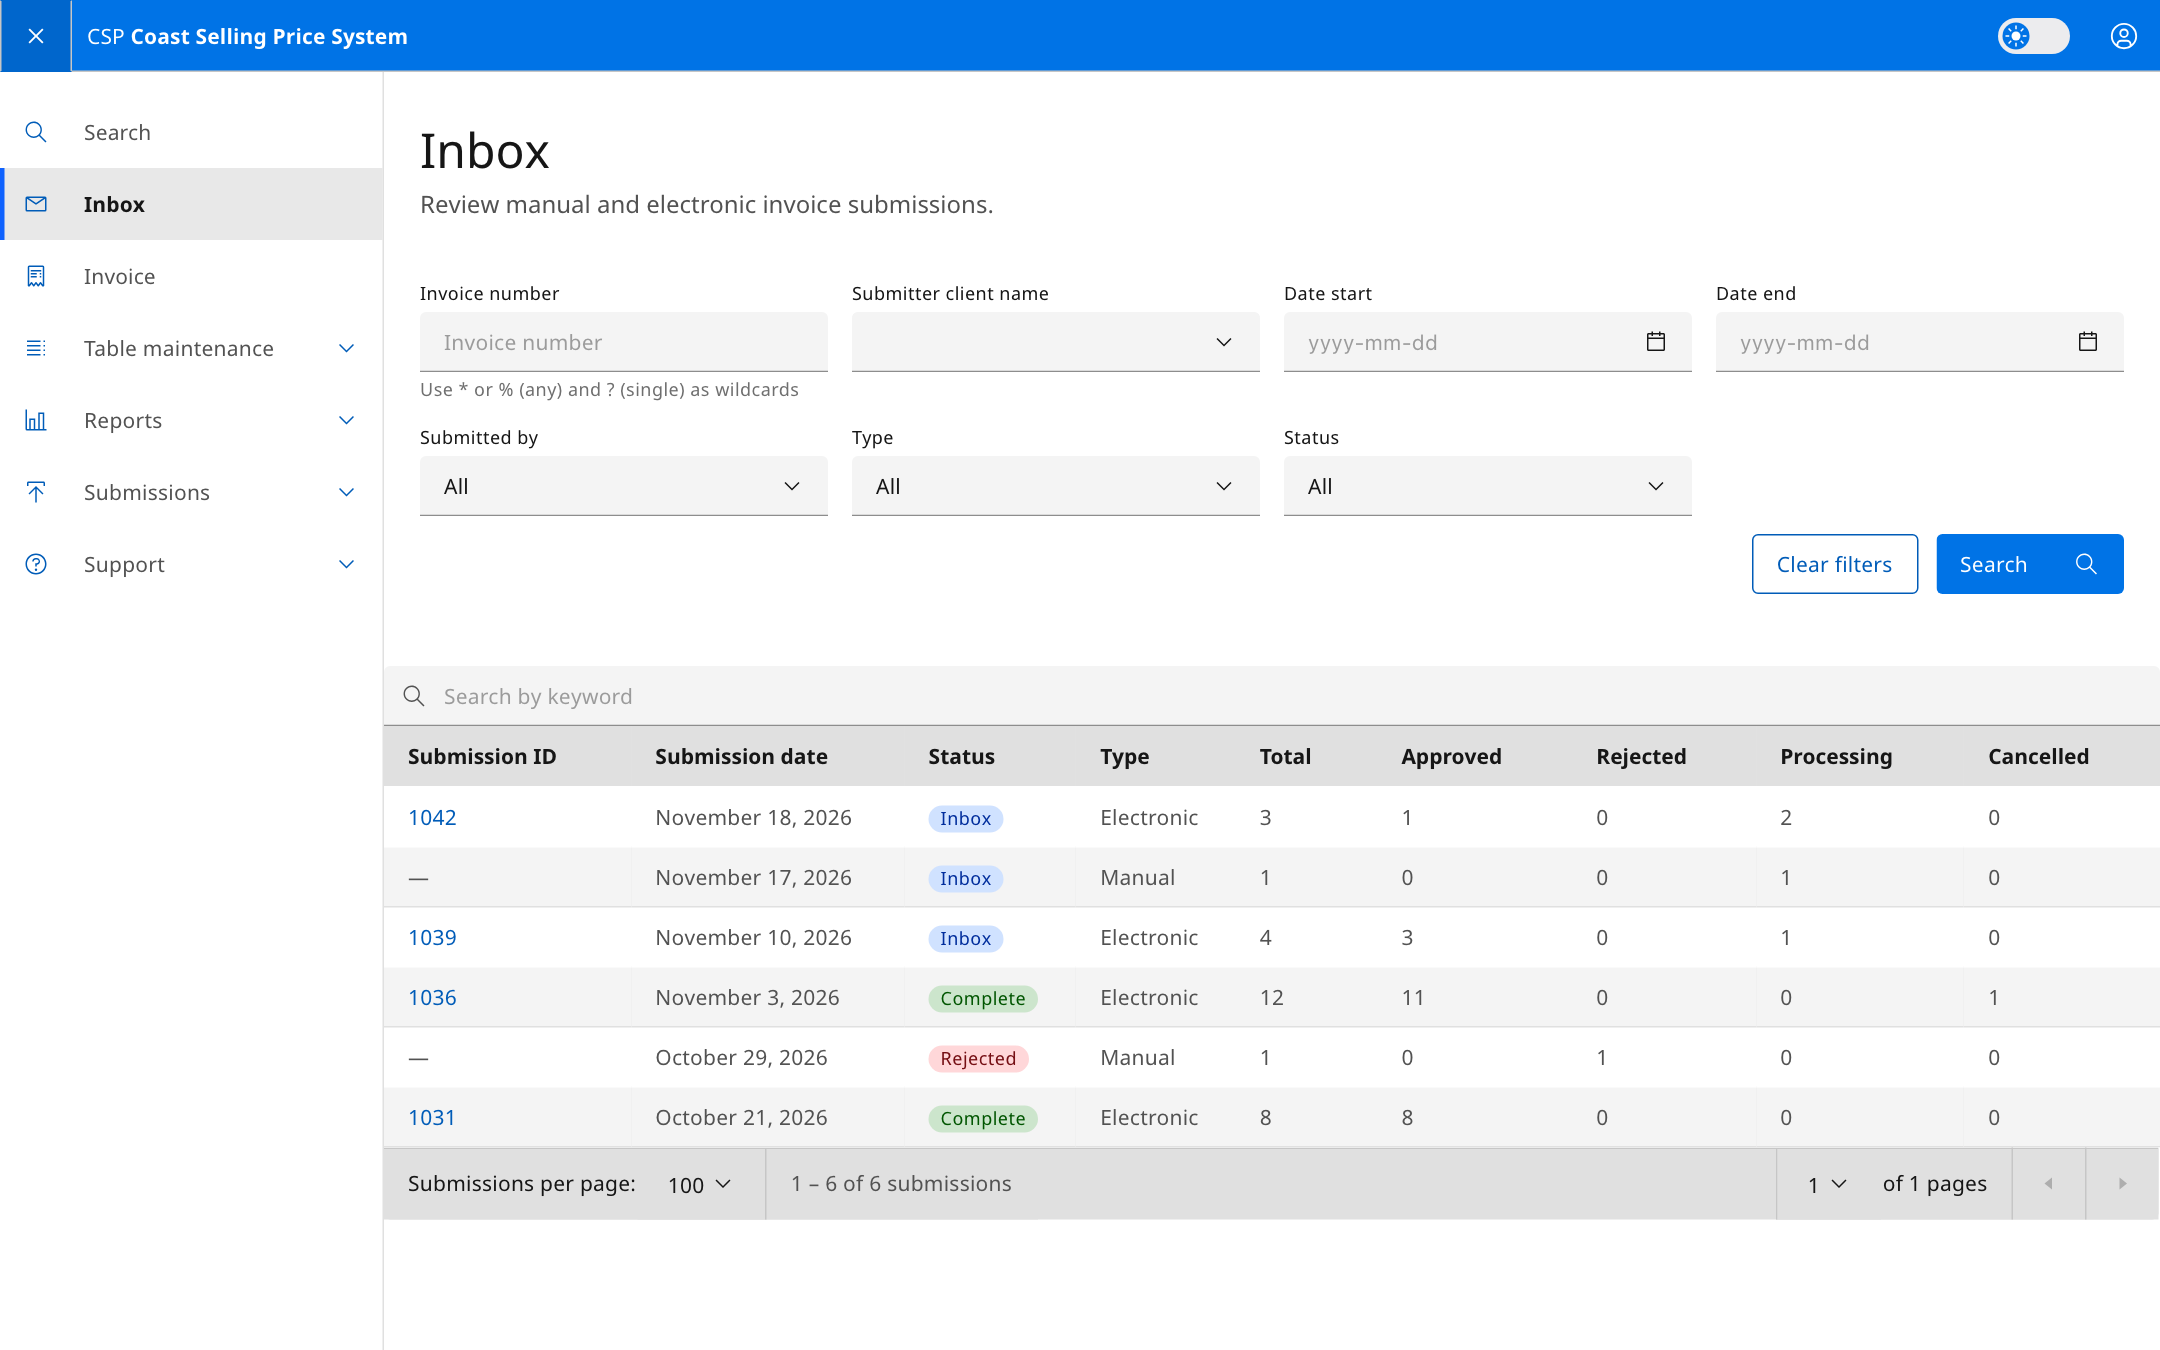 CSP Coast Selling Price System
Search
Inbox
Invoice
Table maintenance
Reports
Submissions
Support
Inbox
Review manual and electronic invoice submissions.
Invoice number Submitter client name Date start Date end
Invoice number yyyy-mm-dd yyyy-mm-dd
Use * or % (any) and ? (single) as wildcards
Submitted by Type Status
All All All
Clear filters Search
Search by keyword
Submission ID Submission date Status Type Total Approved Rejected Processing Cancelled
1042 November 18, 2026 Inbox Electronic 3 1 0 2 0
— November 17, 2026 Inbox Manual 1 0 0 1 0
1039 November 10, 2026 Inbox Electronic 4 3 0 1 0
1036 November 3, 2026 Complete Electronic 12 11 0 0 1
— October 29, 2026 Rejected Manual 1 0 1 0 0
1031 October 21, 2026 Complete Electronic 8 8 0 0 0
Submissions per page: 100 1 – 6 of 6 submissions 1 of 1 pages